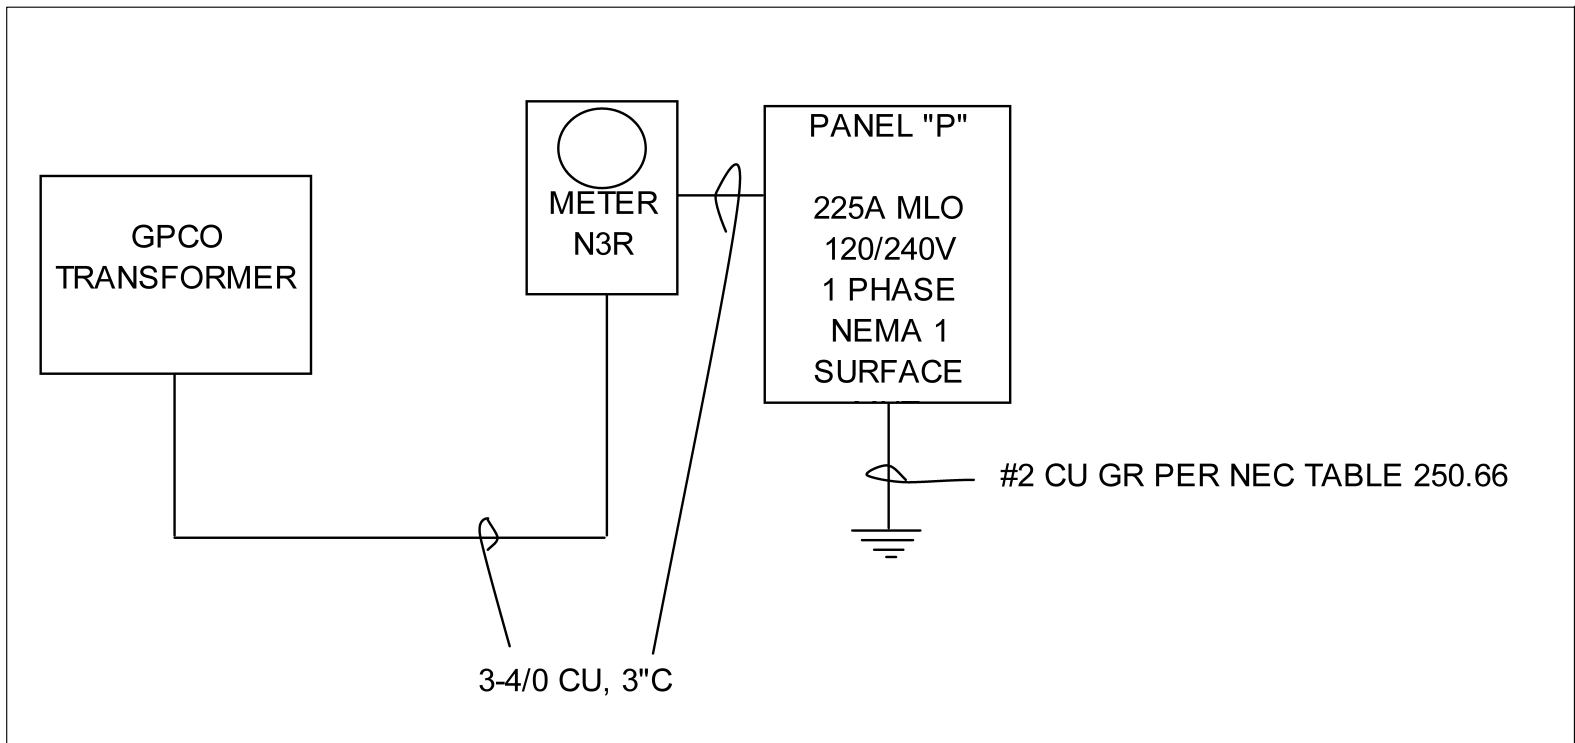 GPCO
TRANSFORMER
METER
N3R
PANEL "P"
225A MLO
120/240V
1 PHASE
NEMA 1
SURFACE
#2 CU GR PER NEC TABLE 250.66
3-4/0 CU, 3"C